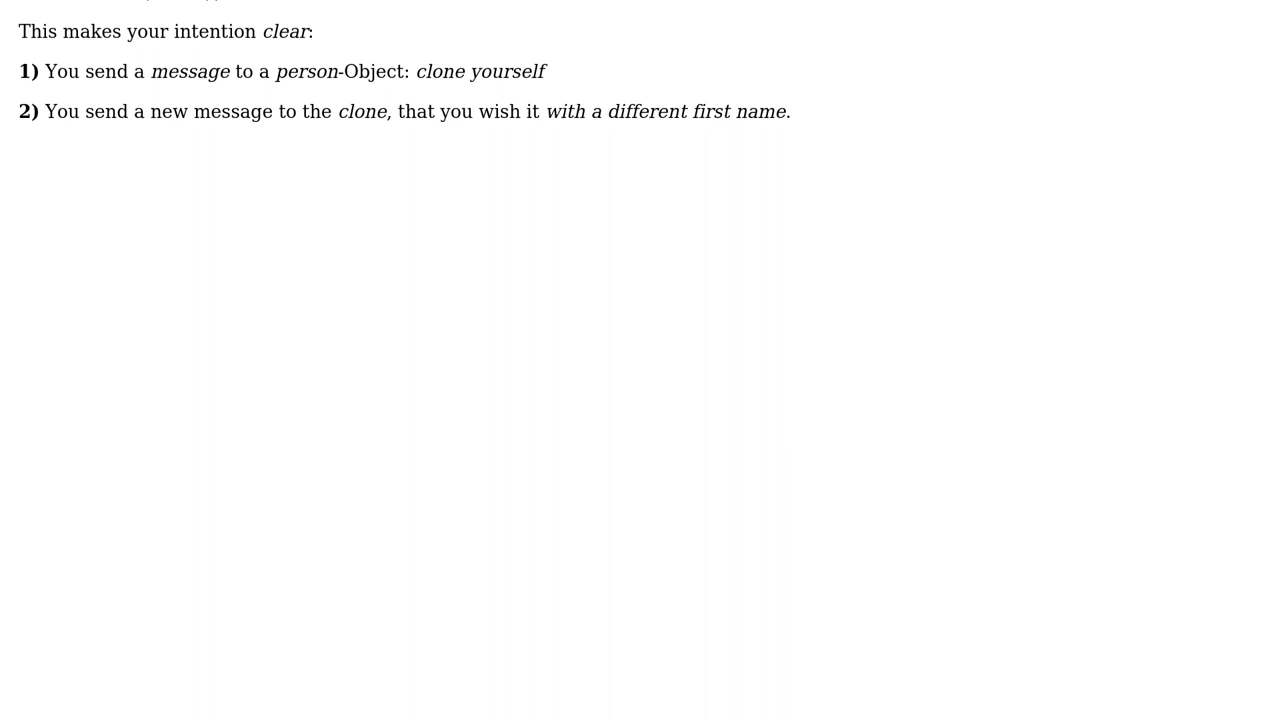 This makes your intention clear:
1) You send a message to a person-Object: clone yourself
2) You send a new message to the clone, that you wish it with a different first name.